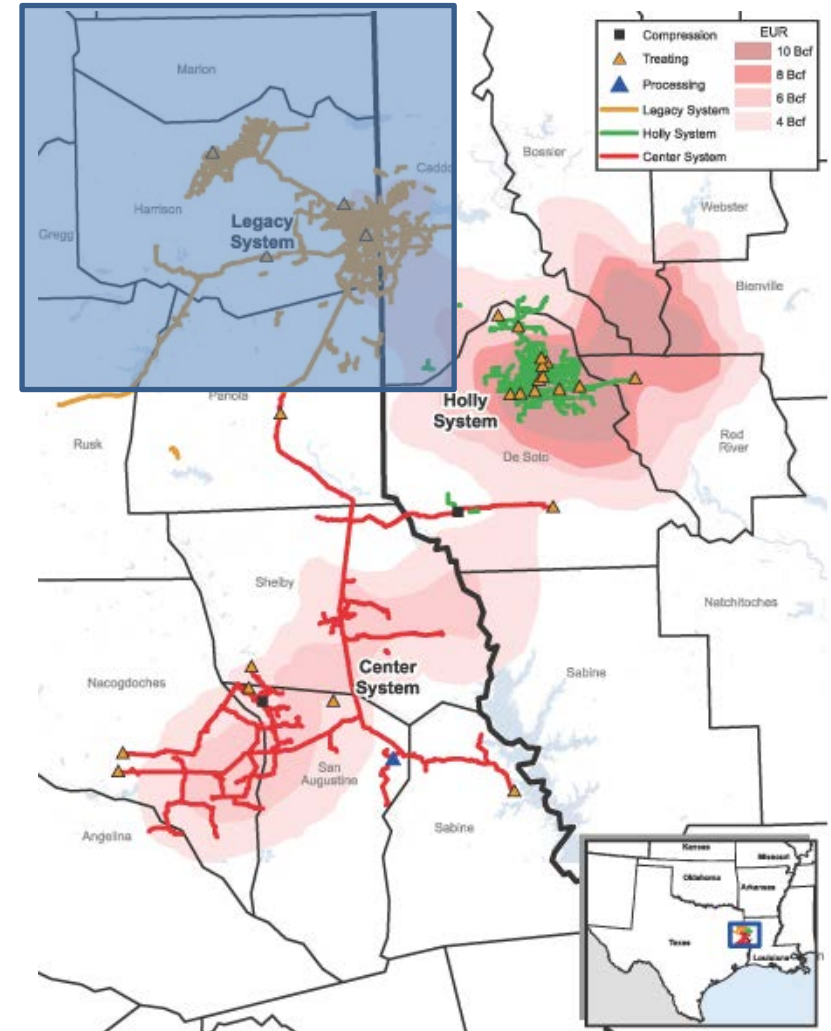 Compression
Treating
Processing
Legacy System
Holly System
Center System
EUR
10 Bcf
8 Bcf
6 Bcf
4 Bcf
Marion
Harrison
Gregg
Legacy
System
Caddo
Bossier
Webster
Bienville
Panola
Rusk
Holly
System
De Soto
Red
River
Shelby
Natchitoches
Nacogdoches
Center
System
Sabine
San
Augustine
Angelina
Sabine
Kansas
Missouri
Oklahoma
Arkansas
Texas
Louisiana